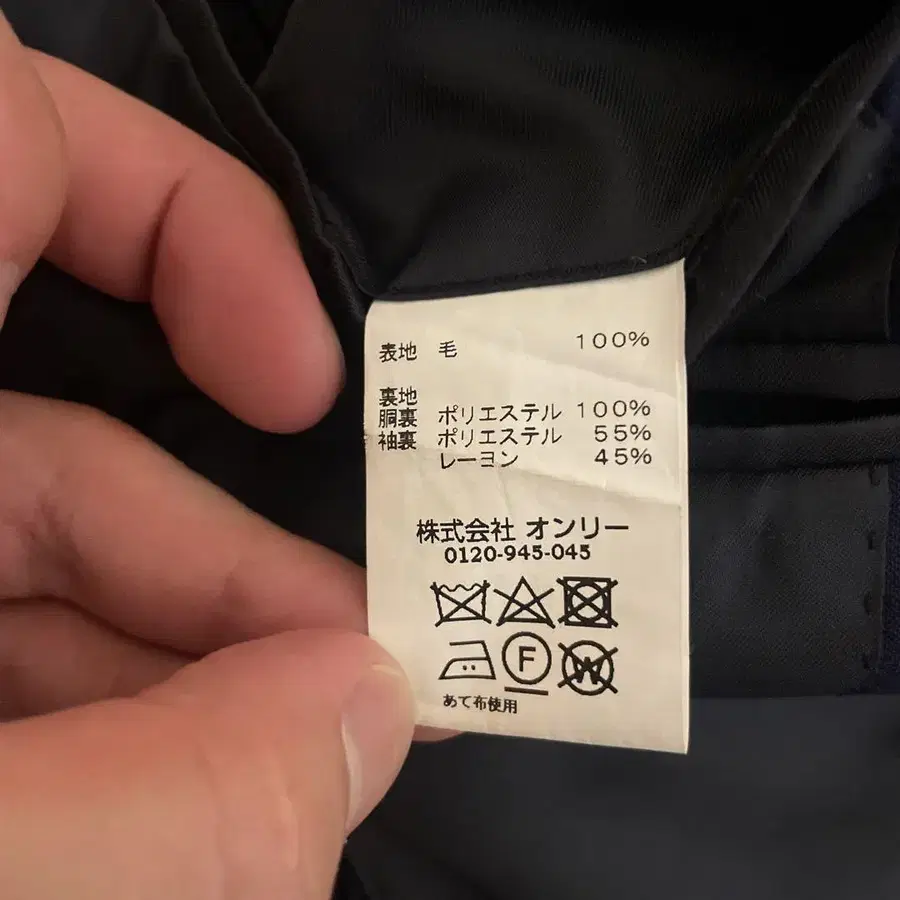 表地 毛 100%
裏地
胴裏 ポリエステル 100%
袖裏 ポリエステル 55%
レーヨン 45%
株式会社 オンリー
0120-945-045
F W
あて布使用